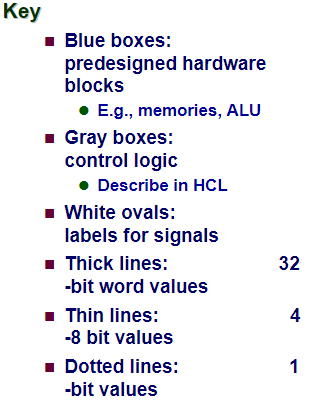 Key
Blue boxes:
predesigned hardware
blocks
E.g., memories, ALU
Gray boxes:
control logic
Describe in HCL
White ovals:
labels for signals
Thick lines: 32
-bit word values
Thin lines: 4
-8 bit values
Dotted lines: 1
-bit values